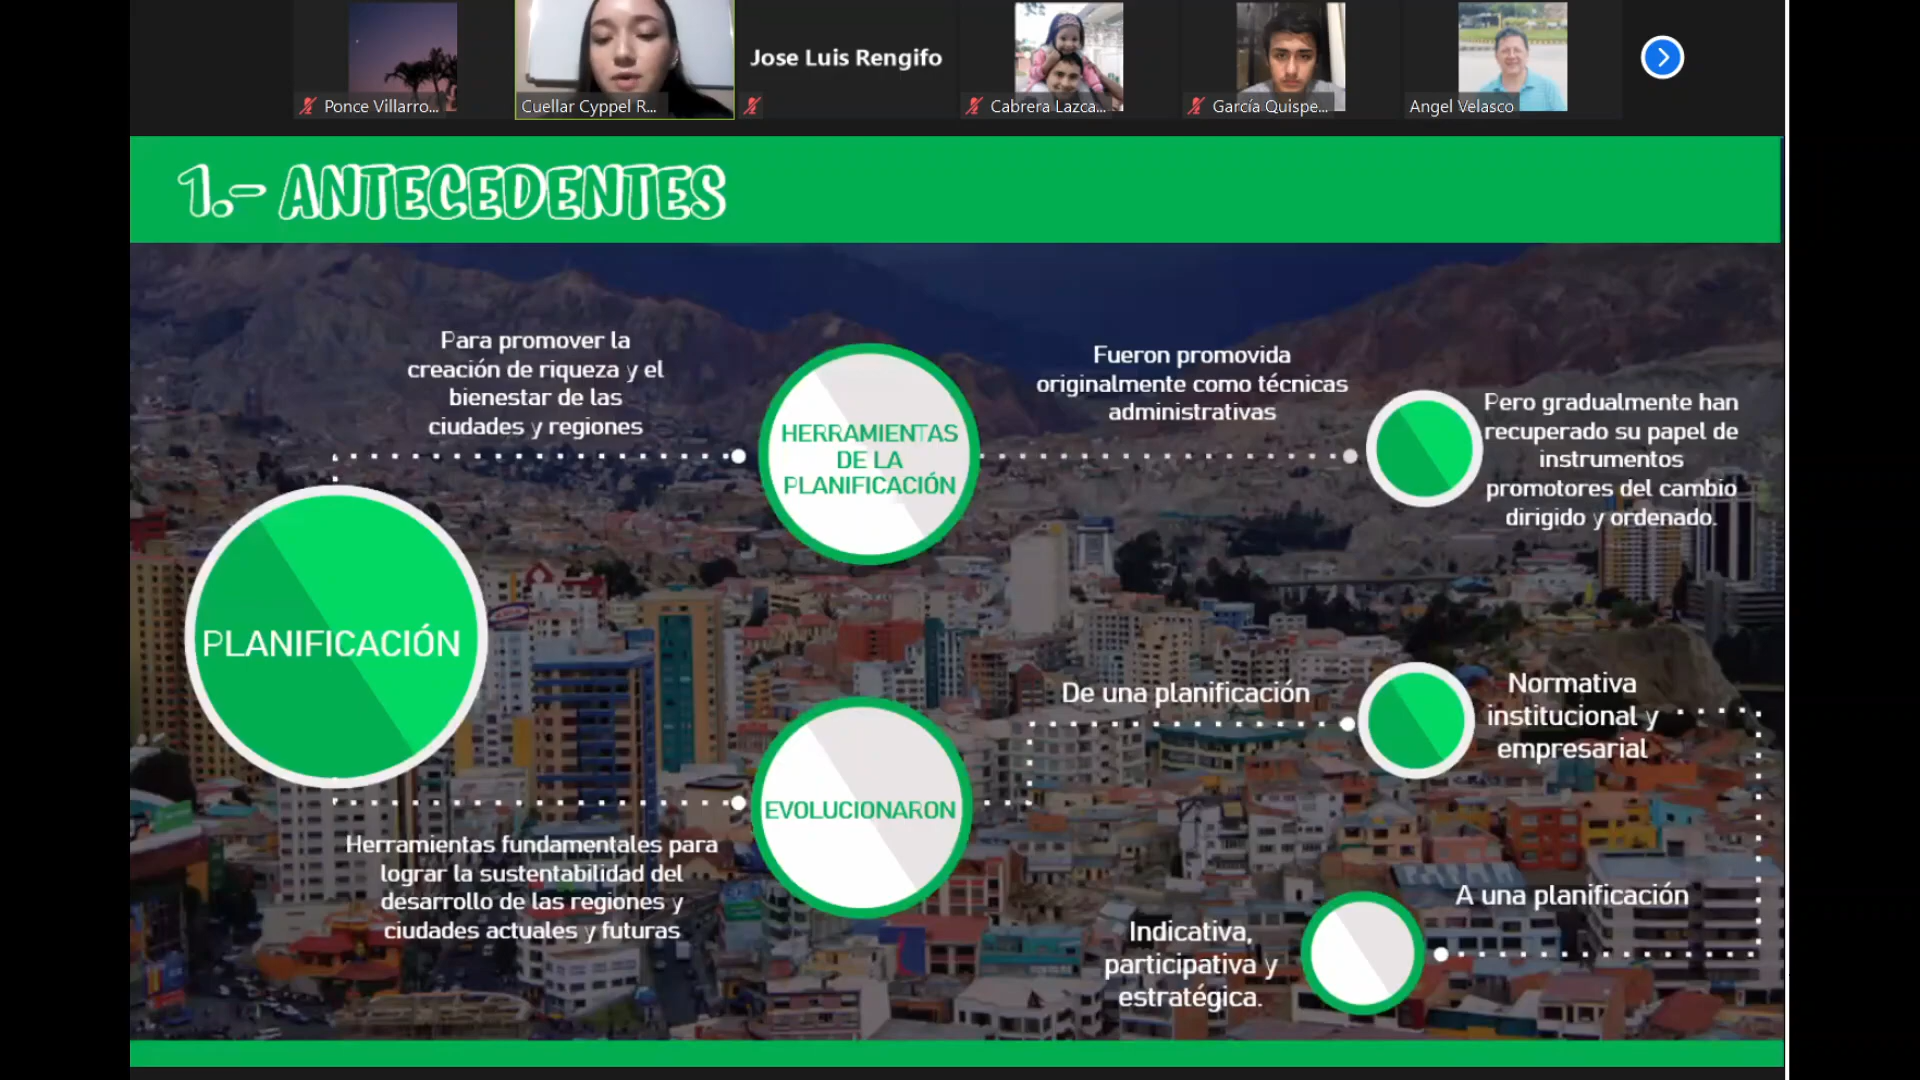 Jose Luis Rengifo
Ponce Villarro...
Cuellar Cyppel R...
Cabrera Lazca...
García Quispe...
Angel Velasco
1.- ANTECEDENTES
Para promover la
creación de riqueza y el
bienestar de las
ciudades y regiones
HERRAMIENTAS
DE LA
PLANIFICACIÓN
Fueron promovida
originalmente como técnicas
administrativas
Pero gradualmente han
recuperado su papel de
instrumentos
promotores del cambio
dirigido y ordenado.
PLANIFICACIÓN
Herramientas fundamentales para
lograr la sustentabilidad del
desarrollo de las regiones y
ciudades actuales y futuras
EVOLUCIONARON
De una planificación
Normativa
institucional y
empresarial
A una planificación
Indicativa,
participativa y
estratégica.